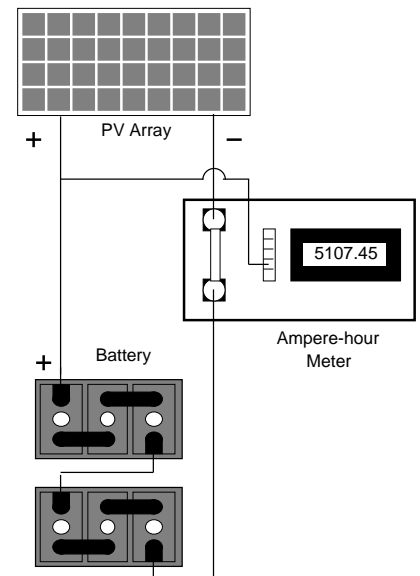 PV Array
+
−
5107.45
Ampere-hour
Meter
+
Battery